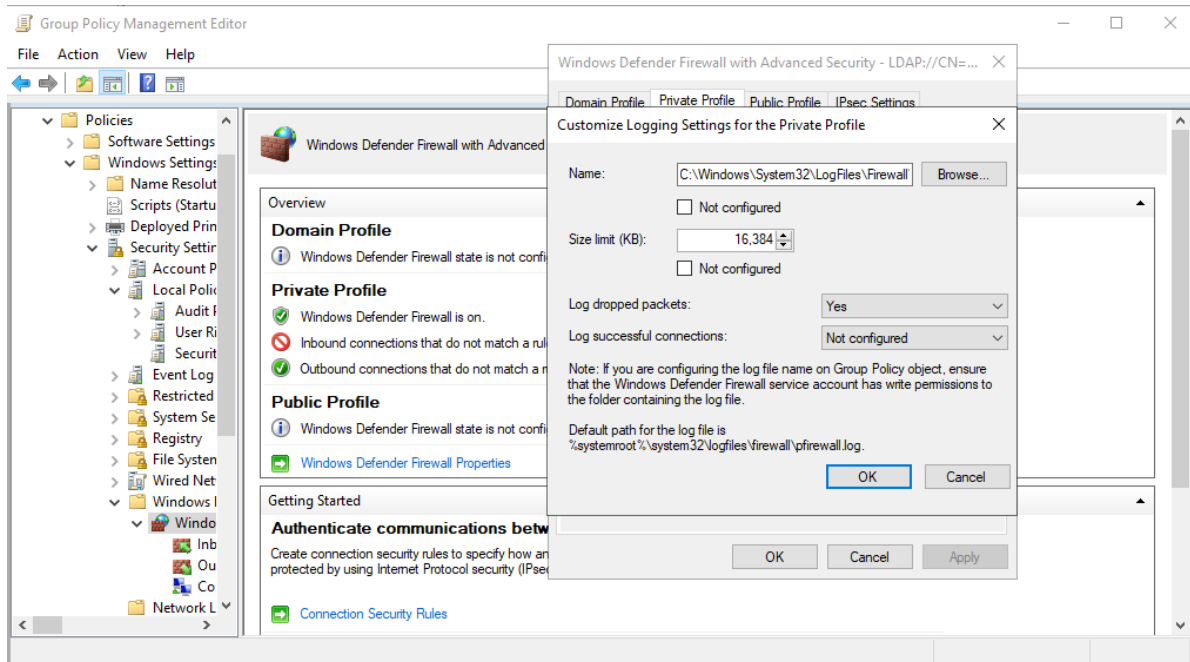 Group Policy Management Editor
File Action View Help
Policies
Software Settings
Windows Settings
Name Resolut
Scripts (Startu
Deployed Prin
Security Settin
Account P
Local Polic
Audit P
User Ri
Securit
Event Log
Restricted
System Se
Registry
File System
Wired Net
Windows
Windo
Inb
Ou
Co
Network L
Windows Defender Firewall with Advanced
Overview
Domain Profile
Windows Defender Firewall state is not confi
Private Profile
Windows Defender Firewall is on.
Inbound connections that do not match a rul
Outbound connections that do not match a r
Public Profile
Windows Defender Firewall state is not confi
Windows Defender Firewall Properties
Getting Started
Authenticate communications betw
Create connection security rules to specify how an
protected by using Internet Protocol security (IPsec
Connection Security Rules
Windows Defender Firewall with Advanced Security - LDAP://CN=...
Domain Profile Private Profile Public Profile IPsec Settings
Customize Logging Settings for the Private Profile
Name: C:\Windows\System32\LogFiles\Firewall Browse...
Not configured
Size limit (KB): 16,384
Not configured
Log dropped packets: Yes
Log successful connections: Not configured
Note: If you are configuring the log file name on Group Policy object, ensure
that the Windows Defender Firewall service account has write permissions to
the folder containing the log file.
Default path for the log file is
%systemroot%\system32\logfiles\firewall\pfirewall.log.
OK Cancel
OK Cancel Apply